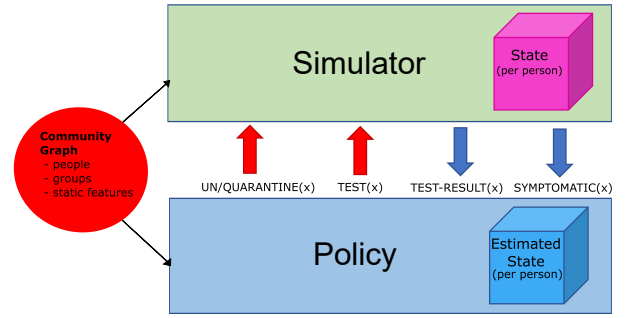 Simulator
State
(per person)
Community
Graph
- people
- groups
- static features
UN/QUARANTINE(x)
TEST(x)
TEST-RESULT(x)
SYMPTOMATIC(x)
Policy
Estimated
State
(per person)